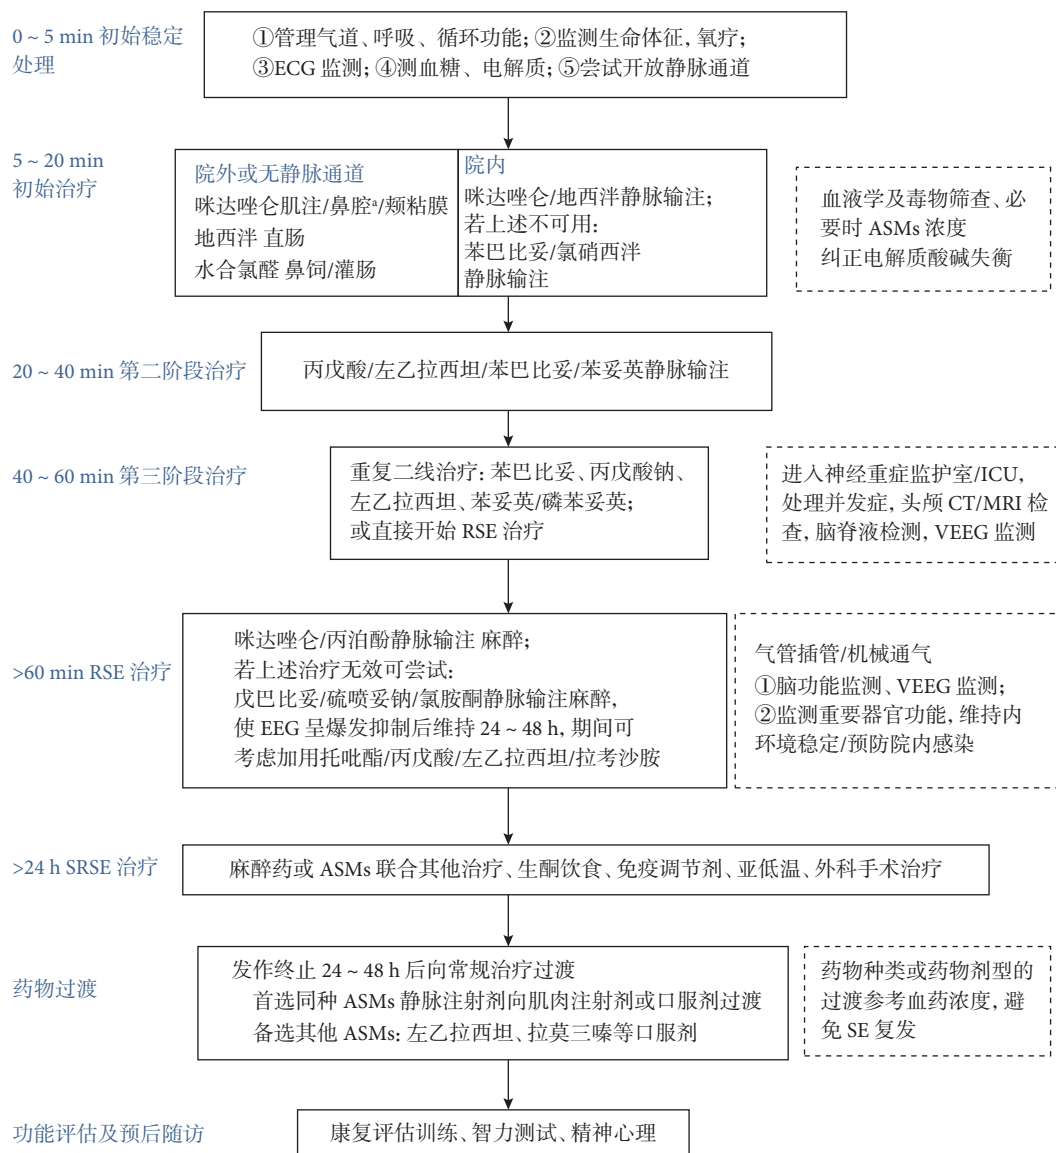 0 ~ 5 min 初始稳定
处理
①管理气道、呼吸、循环功能; ②监测生命体征, 氧疗;
③ECG 监测; ④测血糖、电解质; ⑤尝试开放静脉通道
5 ~ 20 min
初始治疗
院外或无静脉通道
咪达唑仑肌注/鼻腔a/颊粘膜
地西泮 直肠
水合氯醛 鼻饲/灌肠
院内
咪达唑仑/地西泮静脉输注;
若上述不可用:
苯巴比妥/氯硝西泮
静脉输注
血液学及毒物筛查、必
要时 ASMs 浓度
纠正电解质酸碱失衡
20 ~ 40 min 第二阶段治疗
丙戊酸/左乙拉西坦/苯巴比妥/苯妥英静脉输注
40 ~ 60 min 第三阶段治疗
重复二线治疗: 苯巴比妥、丙戊酸钠、
左乙拉西坦、苯妥英/磷苯妥英;
或直接开始 RSE 治疗
进入神经重症监护室/ICU,
处理并发症, 头颅 CT/MRI 检
查, 脑脊液检测, VEEG 监测
>60 min RSE 治疗
咪达唑仑/丙泊酚静脉输注 麻醉;
若上述治疗无效可尝试:
戊巴比妥/硫喷妥钠/氯胺酮静脉输注麻醉,
使 EEG 呈爆发抑制后维持 24 ~ 48 h, 期间可
考虑加用托吡酯/丙戊酸/左乙拉西坦/拉考沙胺
气管插管/机械通气
①脑功能监测、VEEG 监测;
②监测重要器官功能, 维持内
环境稳定/预防院内感染
>24 h SRSE 治疗
麻醉药或 ASMs 联合其他治疗、生酮饮食、免疫调节剂、亚低温、外科手术治疗
药物过渡
发作终止 24 ~ 48 h 后向常规治疗过渡
首选同种 ASMs 静脉注射剂向肌肉注射剂或口服剂过渡
备选其他 ASMs: 左乙拉西坦、拉莫三嗪等口服剂
药物种类或药物剂型的
过渡参考血药浓度, 避
免 SE 复发
功能评估及预后随访
康复评估训练、智力测试、精神心理